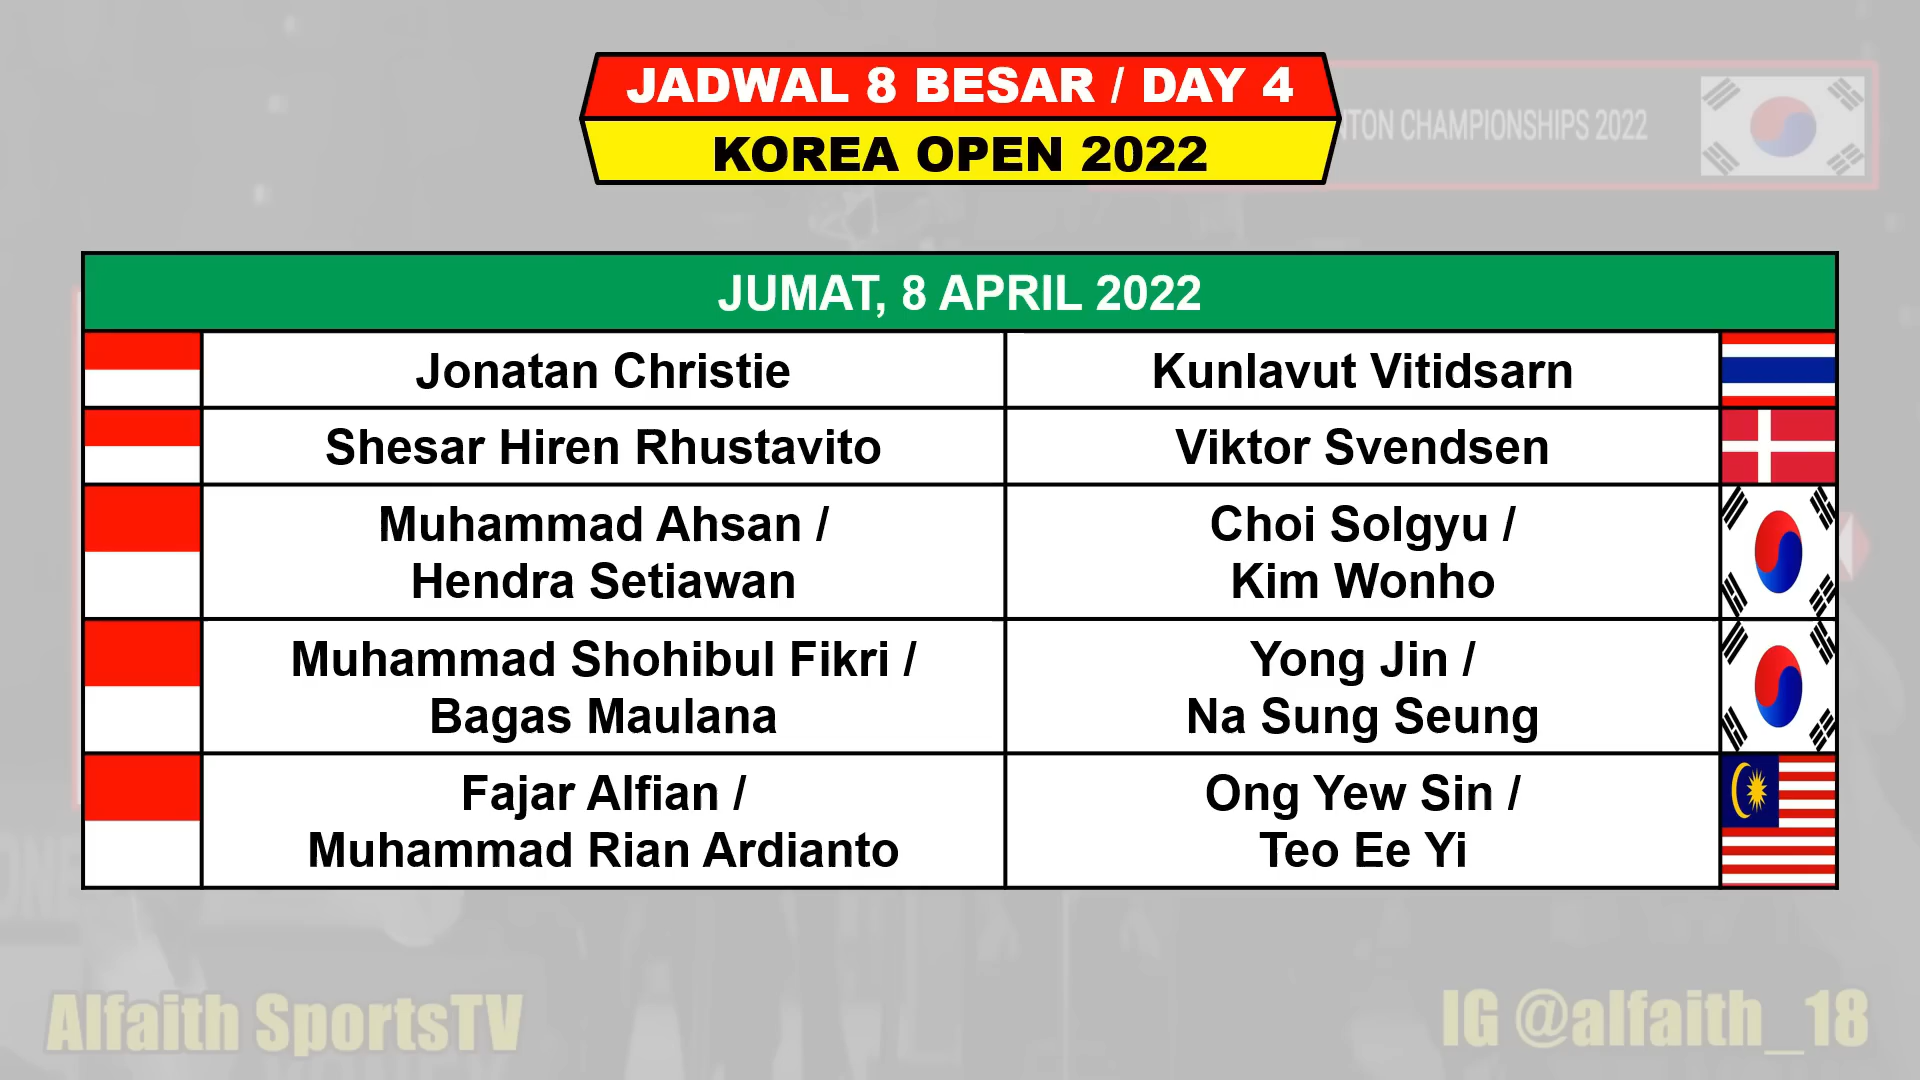 JADWAL 8 BESAR / DAY 4
KOREA OPEN 2022
TON CHAMPIONSHIPS 2022
JUMAT, 8 APRIL 2022
Jonatan Christie
Kunlavut Vitidsarn
Shesar Hiren Rhustavito
Viktor Svendsen
Muhammad Ahsan /
Hendra Setiawan
Choi Solgyu /
Kim Wonho
Muhammad Shohibul Fikri /
Bagas Maulana
Yong Jin /
Na Sung Seung
Fajar Alfian /
Muhammad Rian Ardianto
Ong Yew Sin /
Teo Ee Yi
Alfaith SportsTV
IG @alfaith_18